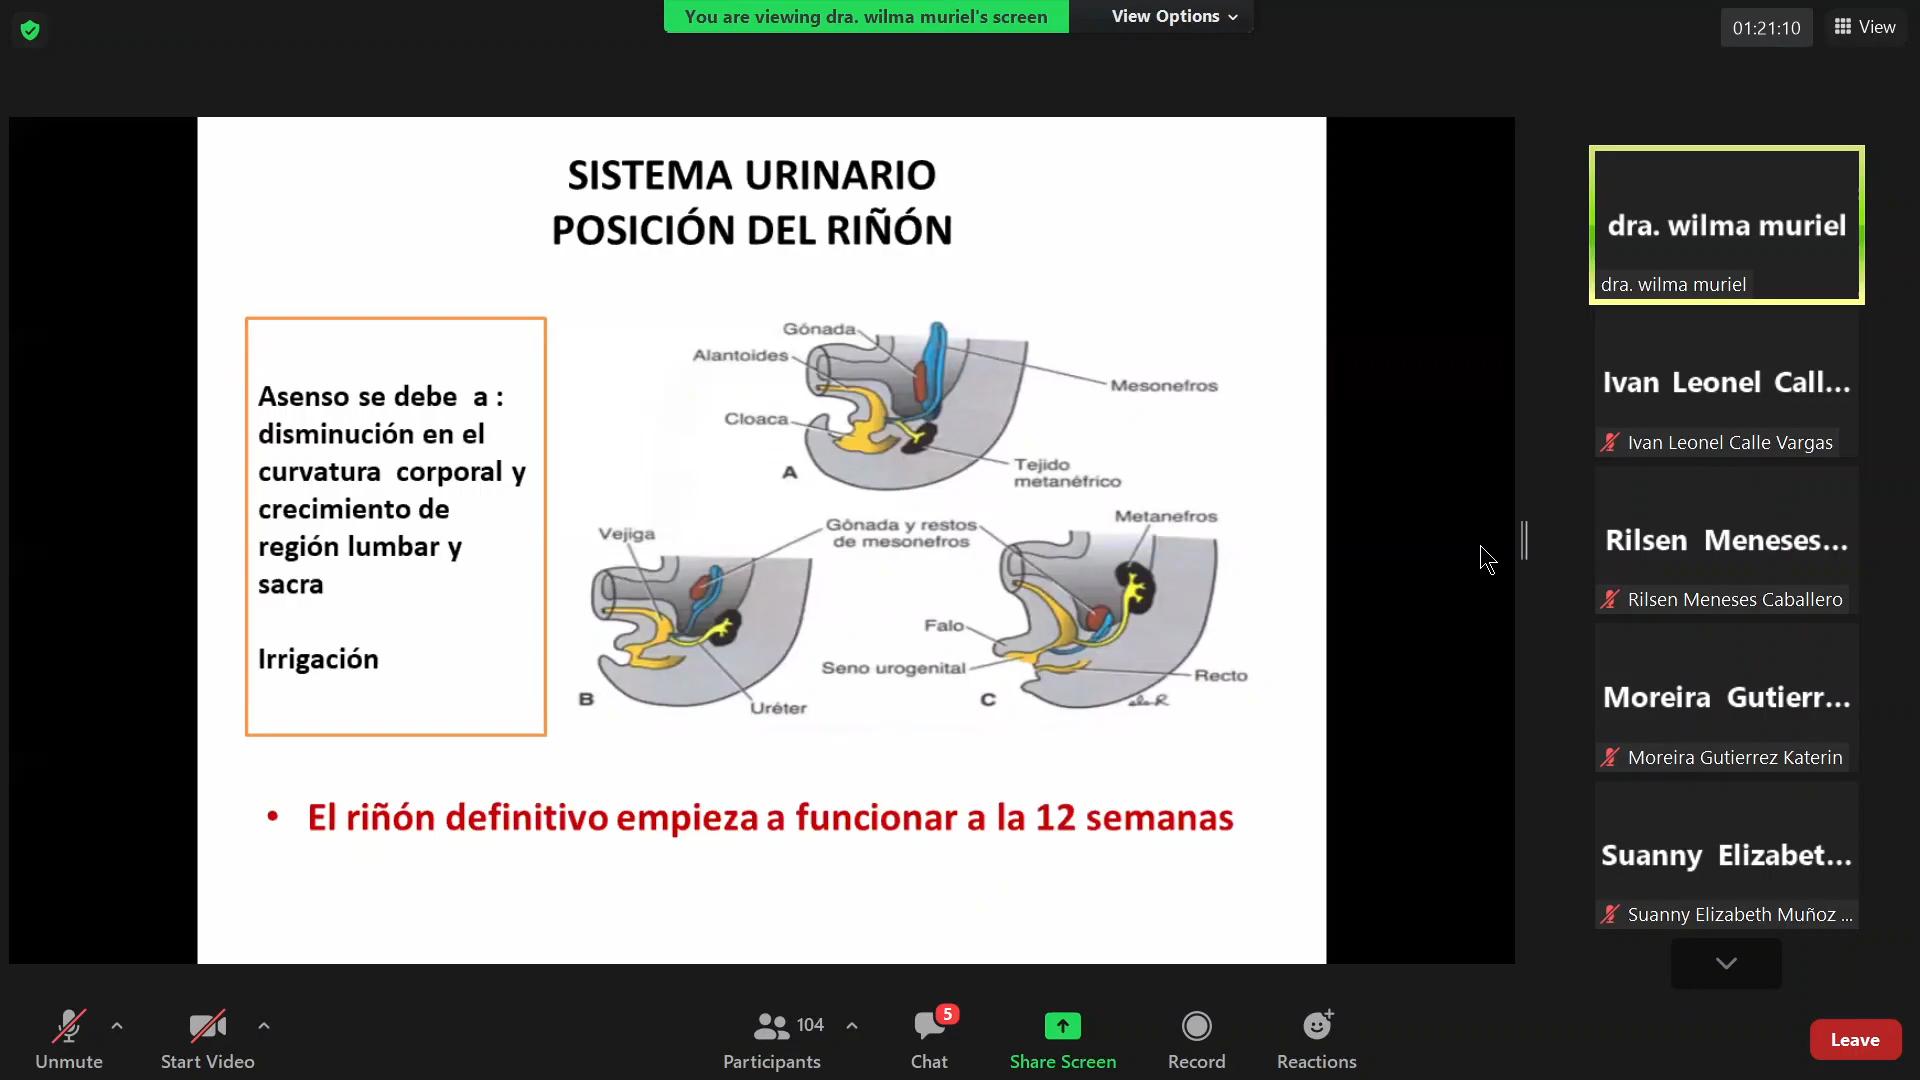 You are viewing dra. wilma muriel's screen
View Options
01:21:10
View
SISTEMA URINARIO
POSICIÓN DEL RIÑÓN
Asenso se debe a :
disminución en el
curvatura corporal y
crecimiento de
región lumbar y
sacra
Irrigación
Gónada
Alantoides
Mesonefros
Cloaca
A
Tejido
metanéfrico
Vejiga
Gónada y restos
de mesonefros
Metanefros
Falo
Seno urogenital
Recto
B
Uréter
C
• El riñón definitivo empieza a funcionar a la 12 semanas
dra. wilma muriel
dra. wilma muriel
Ivan Leonel Call...
Ivan Leonel Calle Vargas
Rilsen Meneses...
Rilsen Meneses Caballero
Moreira Gutierr...
Moreira Gutierrez Katerin
Suanny Elizabet...
Suanny Elizabeth Muñoz ...
Unmute
Start Video
104
Participants
5
Chat
Share Screen
Record
Reactions
Leave